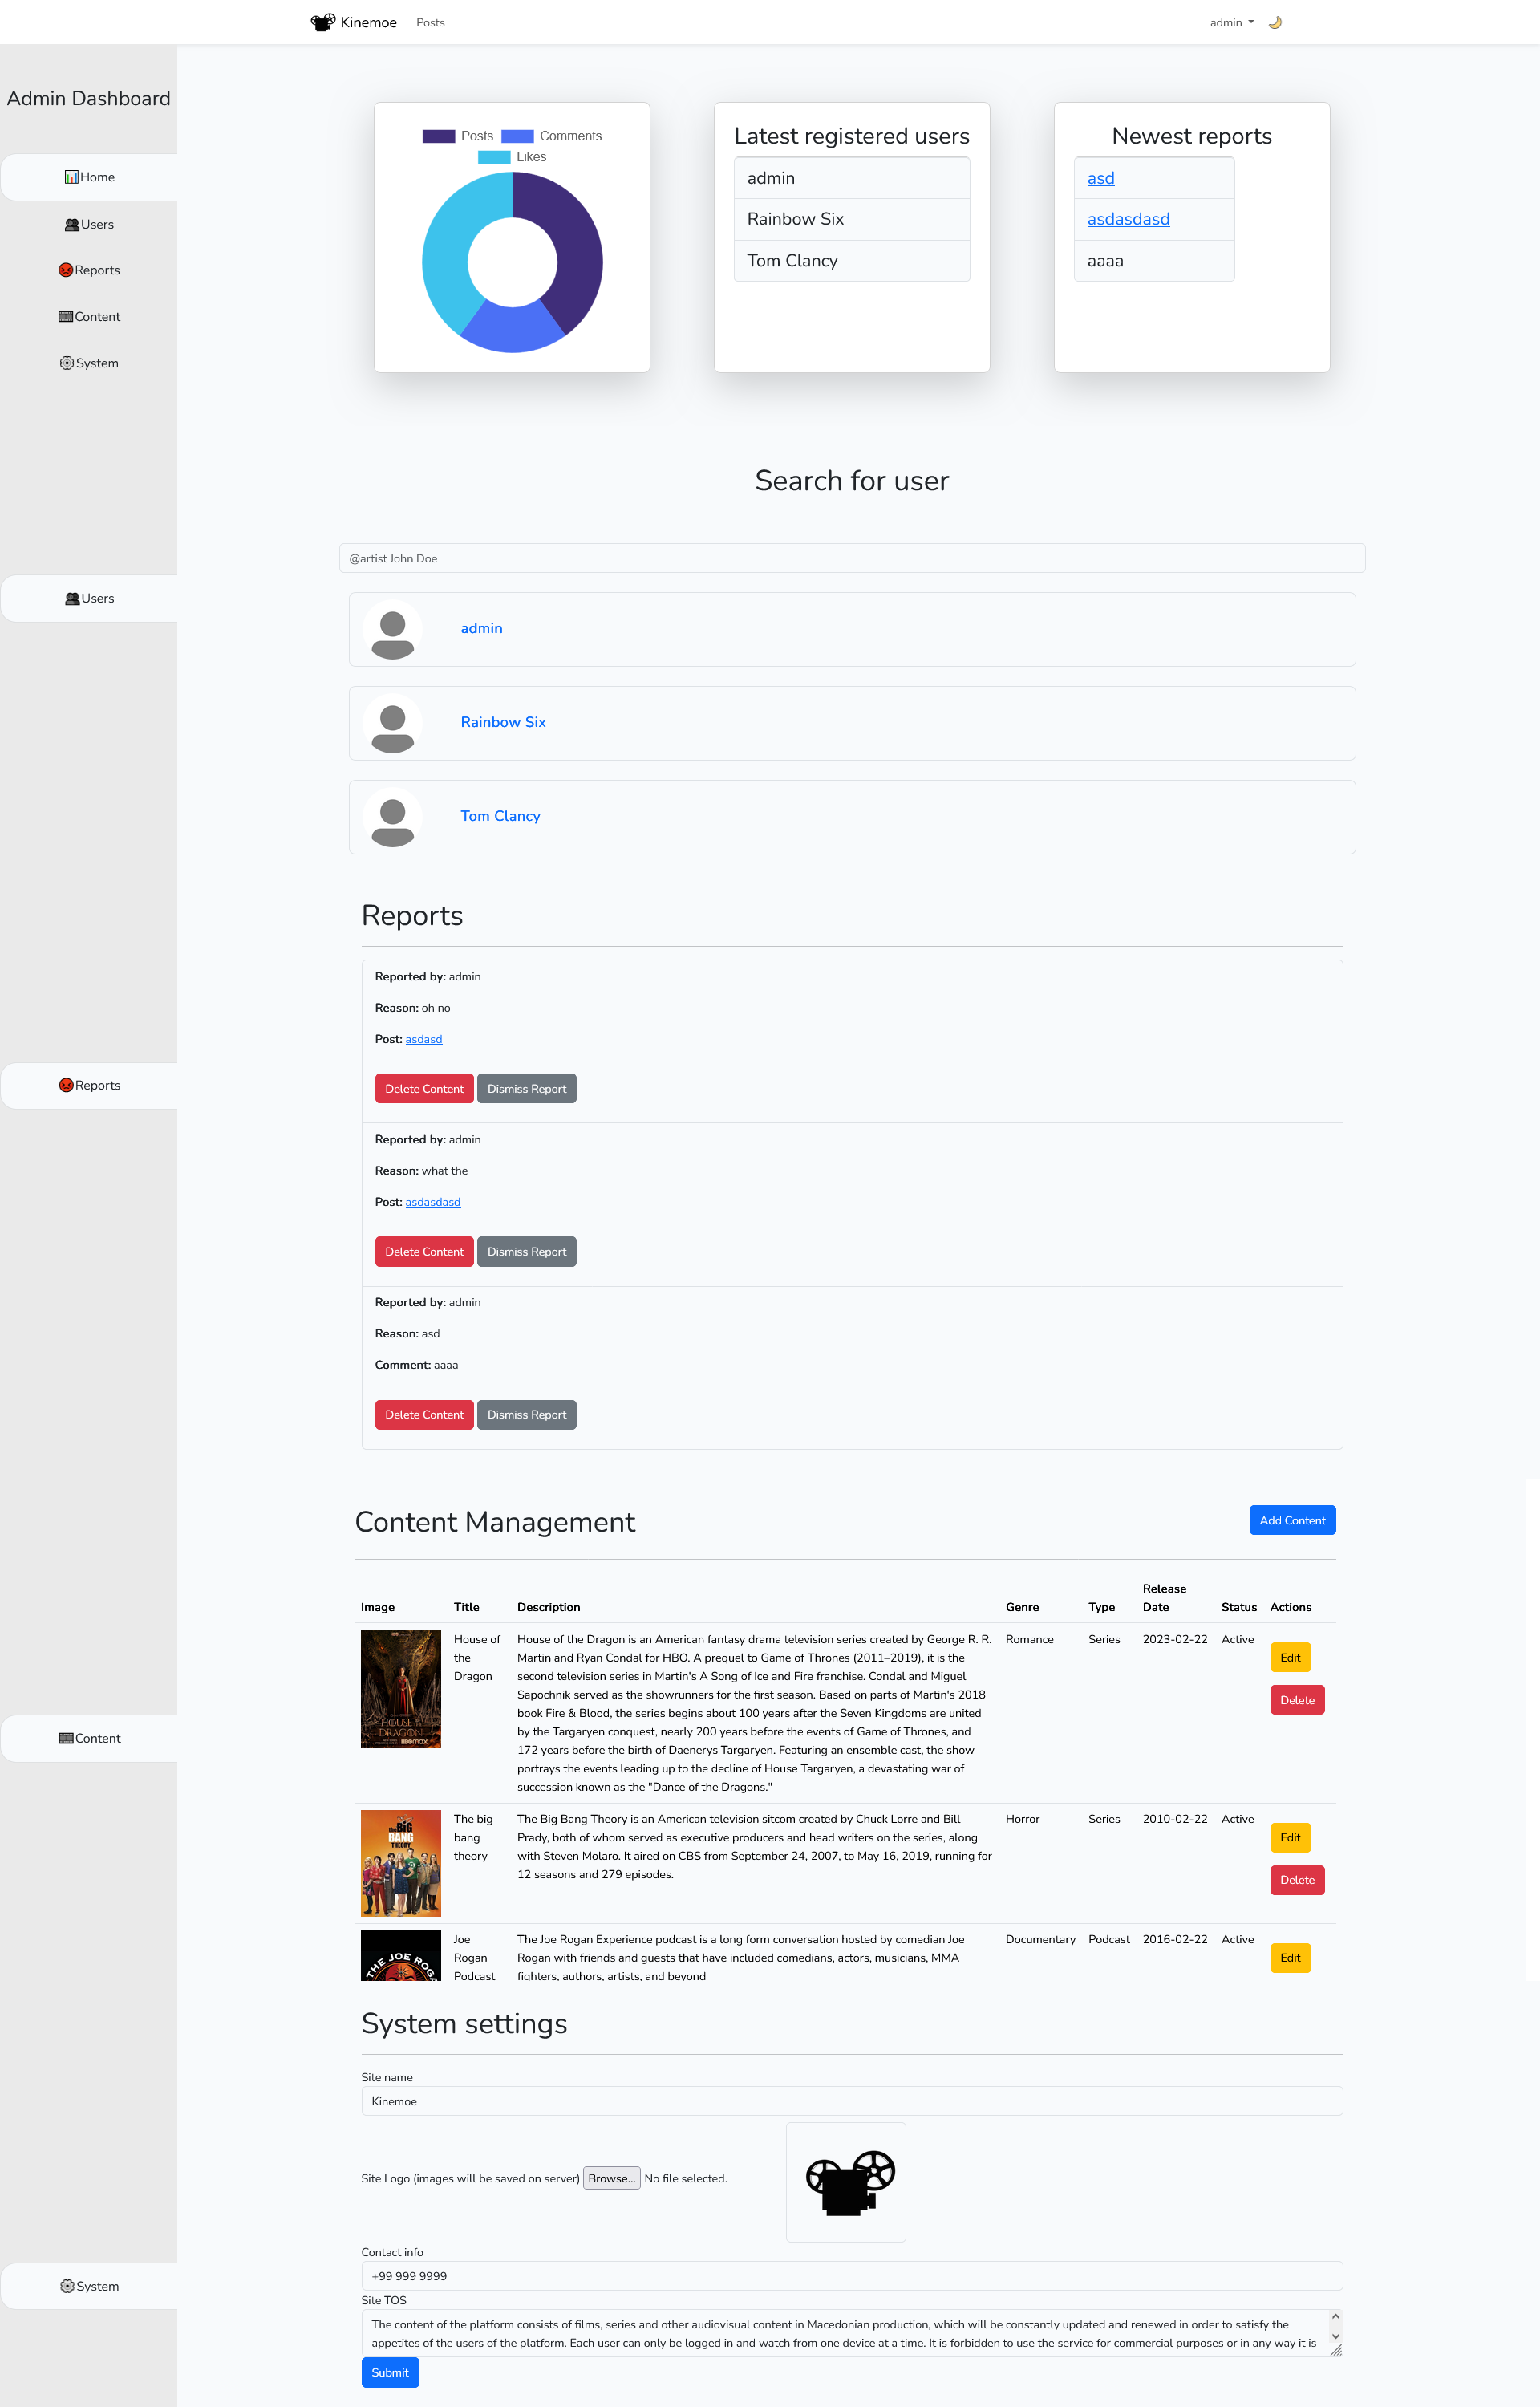 Kinemoe Posts admin
Admin Dashboard
Home
Users
Reports
Content
System
Posts Comments
Likes
Latest registered users
admin
Rainbow Six
Tom Clancy
Newest reports
asd
asdasdasd
aaaa
Search for user
@artist John Doe
Users
admin
Rainbow Six
Tom Clancy
Reports
Reported by: admin
Reason: oh no
Post: asdasd
Reports
Delete Content Dismiss Report
Reported by: admin
Reason: what the
Post: asdasdasd
Delete Content Dismiss Report
Reported by: admin
Reason: asd
Comment: aaaa
Delete Content Dismiss Report
Content Management Add Content
Release
Image Title Description Genre Type Date Status Actions
House of the Dragon
House of the Dragon is an American fantasy drama television series created by George R. R.
Martin and Ryan Condal for HBO. A prequel to Game of Thrones (2011–2019), it is the
second television series in Martin's A Song of Ice and Fire franchise. Condal and Miguel
Sapochnik served as the showrunners for the first season. Based on parts of Martin's 2018
book Fire & Blood, the series begins about 100 years after the Seven Kingdoms are united
by the Targaryen conquest, nearly 200 years before the events of Game of Thrones, and
172 years before the birth of Daenerys Targaryen. Featuring an ensemble cast, the show
portrays the events leading up to the decline of House Targaryen, a devastating war of
succession known as the "Dance of the Dragons."
Romance Series 2023-02-22 Active
Edit
Delete
HOUSE OF THE DRAGON
HBOmax
Content
The big bang theory
The Big Bang Theory is an American television sitcom created by Chuck Lorre and Bill
Prady, both of whom served as executive producers and head writers on the series, along
with Steven Molaro. It aired on CBS from September 24, 2007, to May 16, 2019, running for
12 seasons and 279 episodes.
Horror Series 2010-02-22 Active
Edit
Delete
the BIG
BANG
THEORY
Joe Rogan Podcast
The Joe Rogan Experience podcast is a long form conversation hosted by comedian Joe
Rogan with friends and guests that have included comedians, actors, musicians, MMA
fighters, authors, artists, and beyond
Documentary Podcast 2016-02-22 Active
Edit
THE JOE ROGA
System settings
Site name
Kinemoe
Site Logo (images will be saved on server) Browse... No file selected.
Contact info
+99 999 9999
System
Site TOS
The content of the platform consists of films, series and other audiovisual content in Macedonian production, which will be constantly updated and renewed in order to satisfy the
appetites of the users of the platform. Each user can only be logged in and watch from one device at a time. It is forbidden to use the service for commercial purposes or in any way it is
Submit